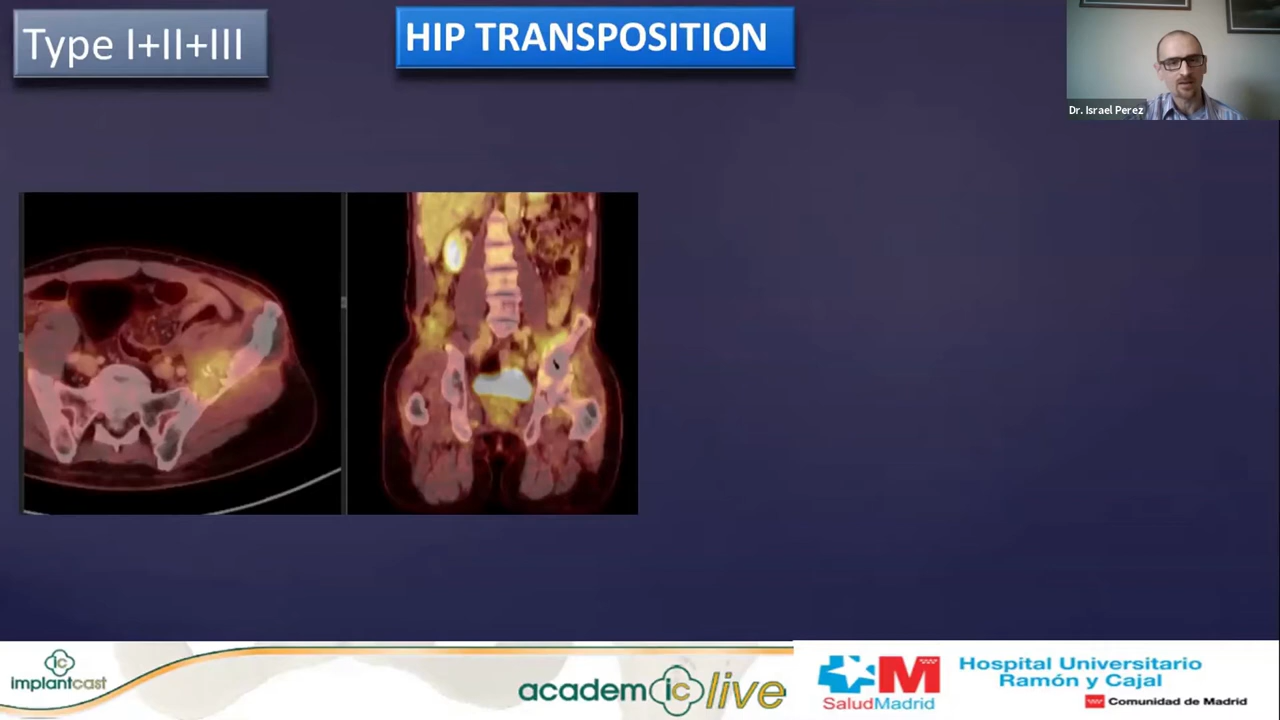 Type I+II+III
HIP TRANSPOSITION
Dr. Israel Perez
ic
implantcast
academ ic live
SaludMadrid
Hospital Universitario
Ramón y Cajal
Comunidad de Madrid